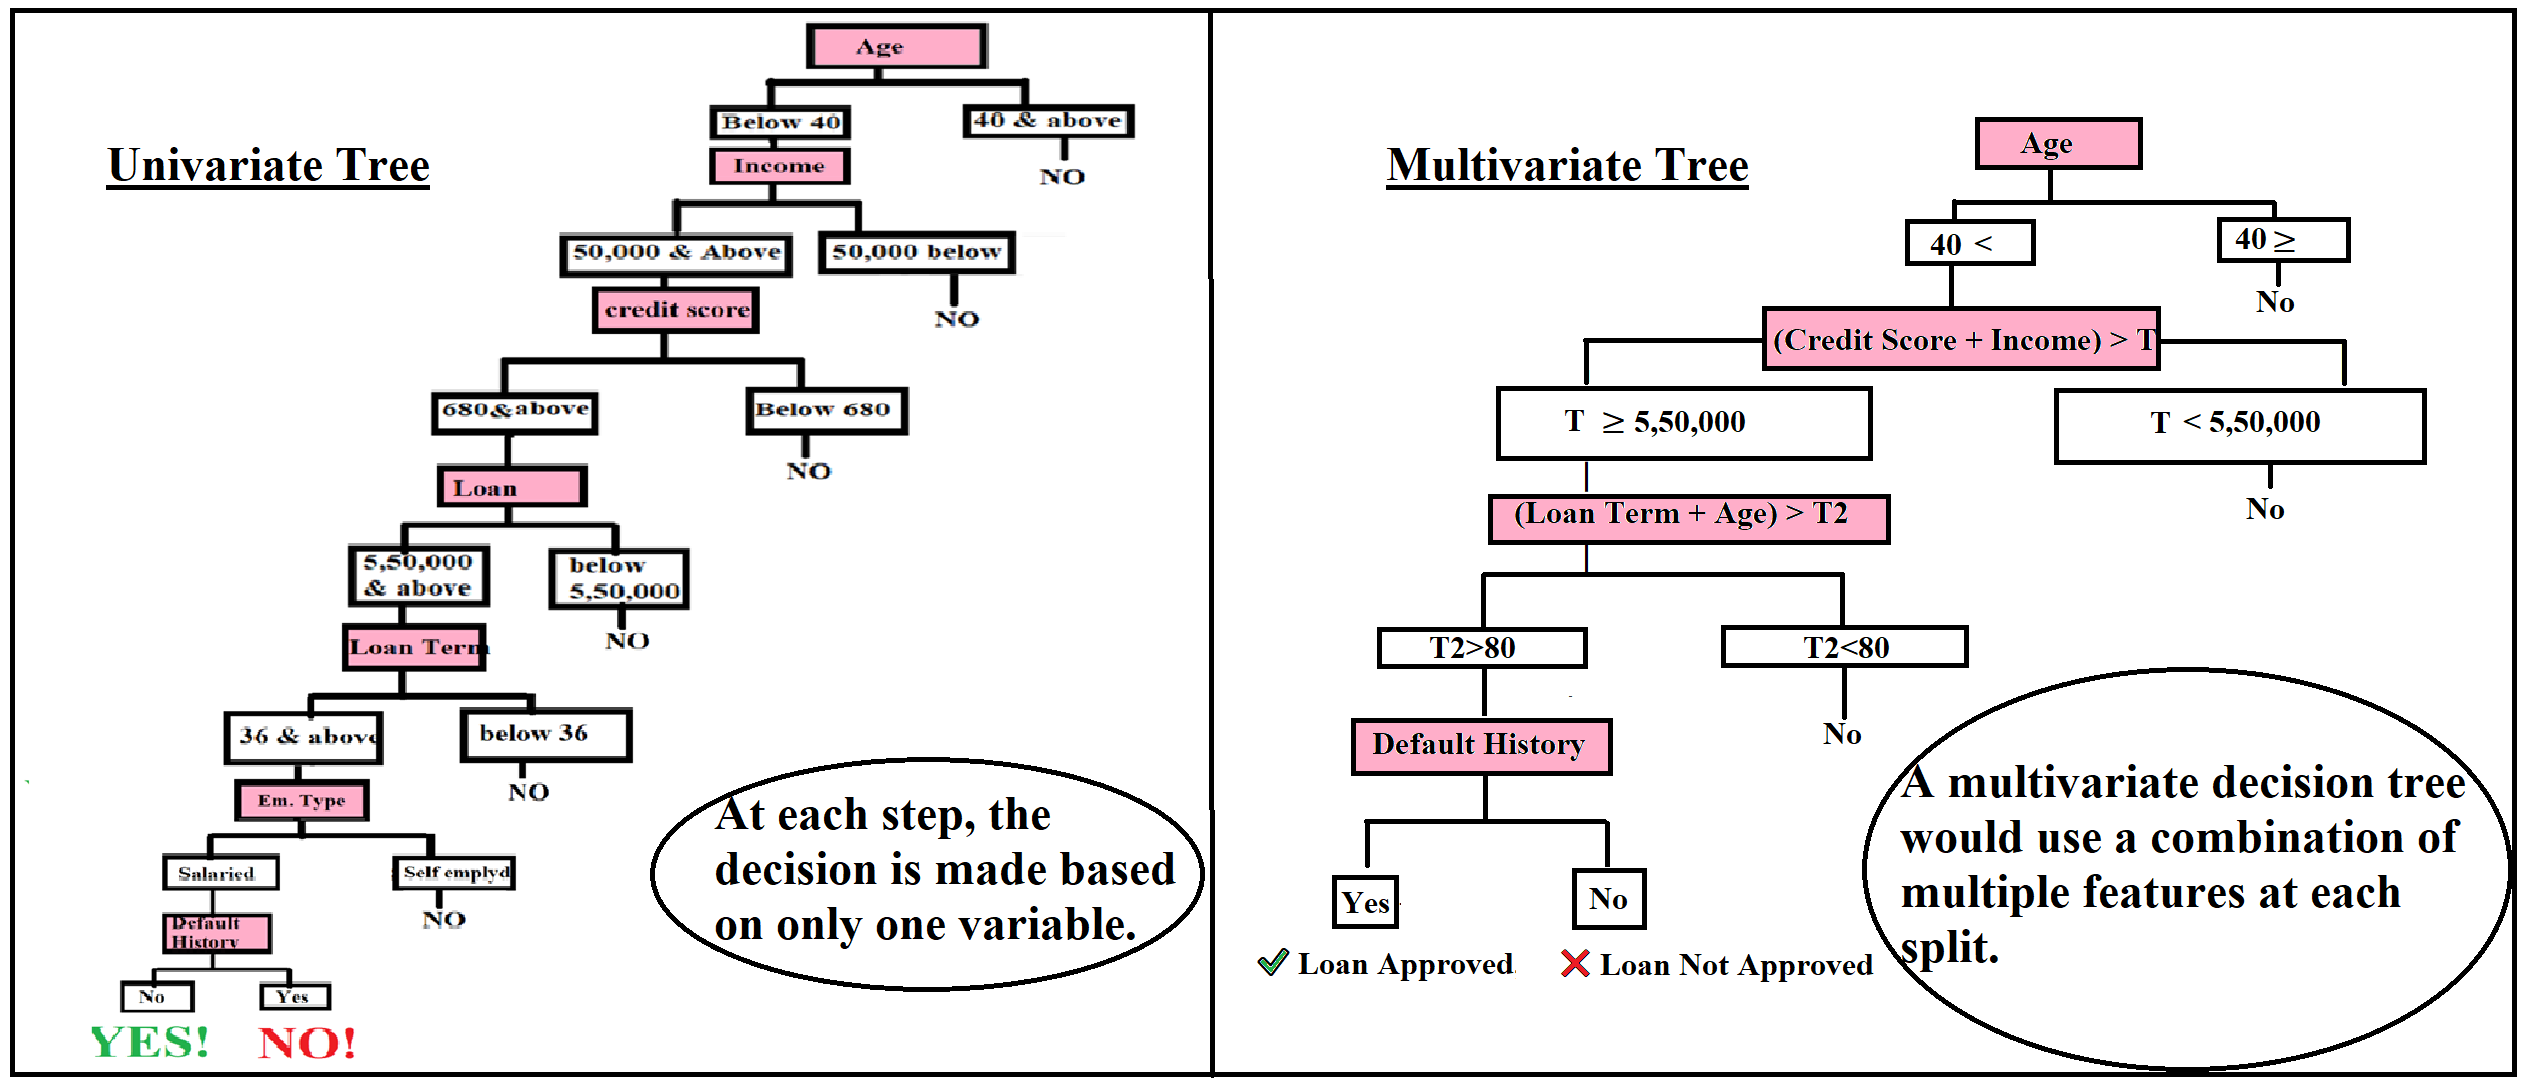 Univariate Tree
Age
Below 40
40 & above
NO
Income
50,000 & Above
50,000 below
NO
credit score
680&above
Below 680
NO
Loan
5,50,000
& above
below
5,50,000
NO
Loan Term
36 & above
below 36
NO
Em. Type
Salaried
Self emplyd
NO
Default
History
No
Yes
YES!
NO!
At each step, the
decision is made based
on only one variable.
Multivariate Tree
Age
40 <
40 ≥
No
(Credit Score + Income) > T
T ≥ 5,50,000
T < 5,50,000
No
(Loan Term + Age) > T2
T2>80
T2<80
No
Default History
Yes
No
Loan Approved
Loan Not Approved
A multivariate decision tree
would use a combination of
multiple features at each
split.